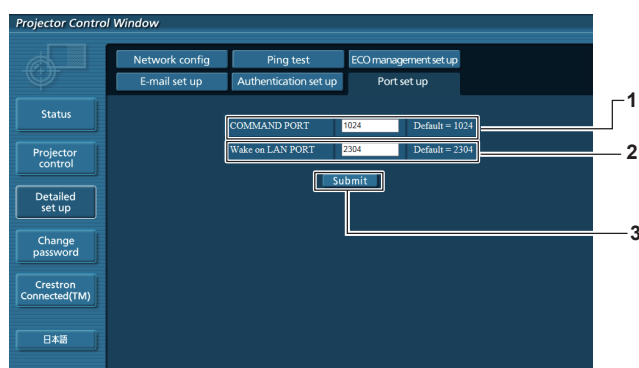 Projector Control Window
Network config
Ping test
ECO management set up
E-mail set up
Authentication set up
Port set up
Status
Projector
control
Detailed
set up
Change
password
Crestron
Connected(TM)
日本語
COMMAND PORT 1024 Default = 1024
Wake on LAN PORT 2304 Default = 2304
Submit
1
2
3